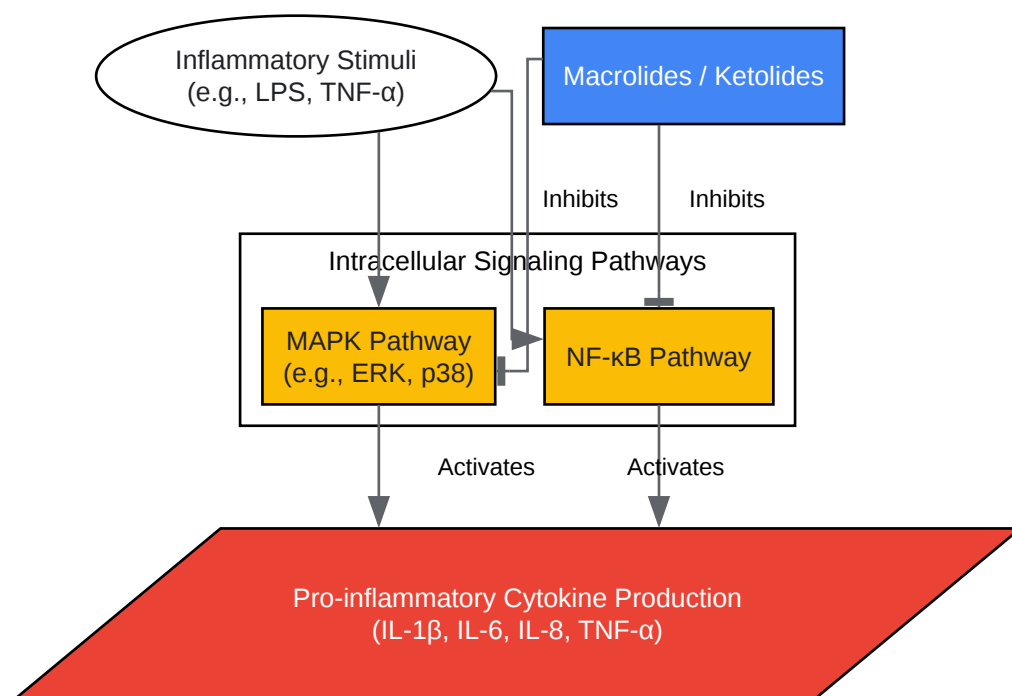 Inflammatory Stimuli
(e.g., LPS, TNF-α)
Macrolides / Ketolides
Inhibits
Inhibits
Intracellular Signaling Pathways
MAPK Pathway
(e.g., ERK, p38)
NF-κB Pathway
Activates
Activates
Pro-inflammatory Cytokine Production
(IL-1β, IL-6, IL-8, TNF-α)